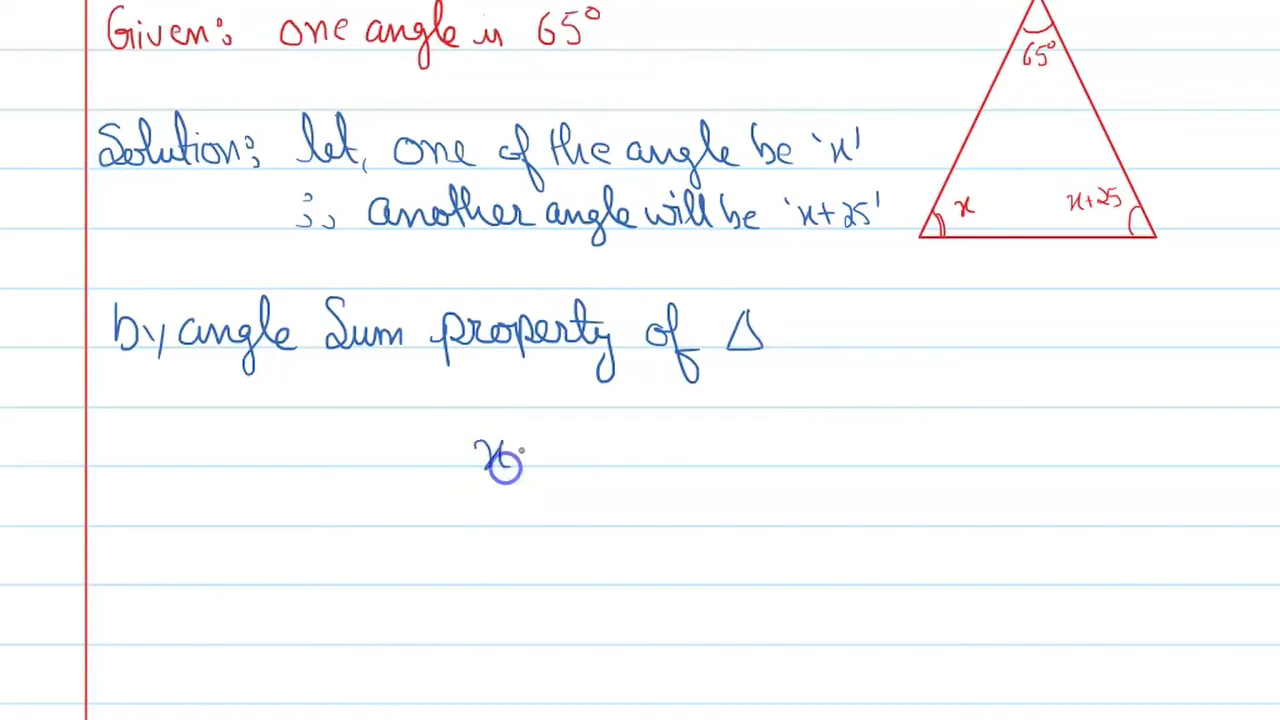 Given: one angle is 65°
65°
Solution: let, one of the angle be 'x'
∴ another angle will be 'x+25'
x
x+25
by angle Sum property of Δ
x